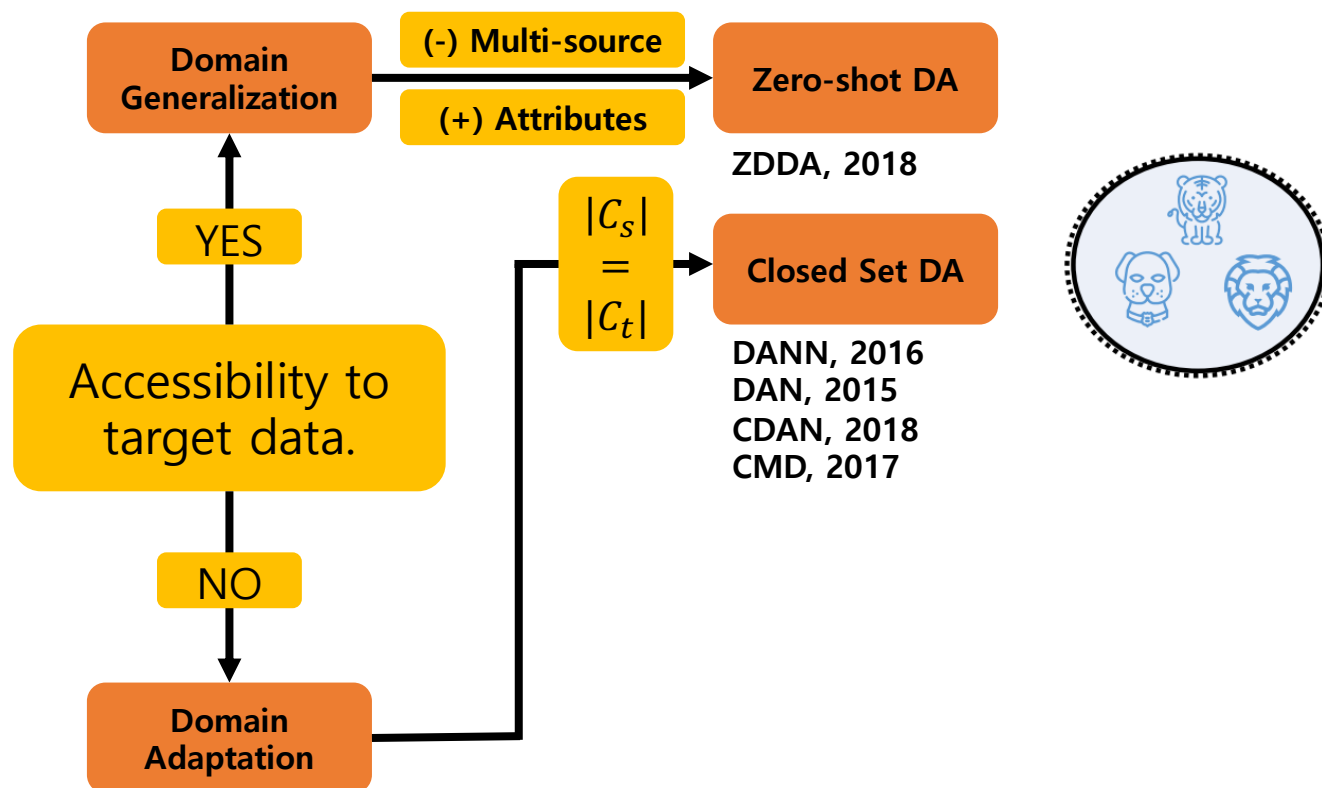 Domain
Generalization
(-) Multi-source
(+) Attributes
Zero-shot DA
ZDDA, 2018
YES
|C_s|
=
|C_t|
Closed Set DA
DANN, 2016
DAN, 2015
CDAN, 2018
CMD, 2017
Accessibility to
target data.
NO
Domain
Adaptation